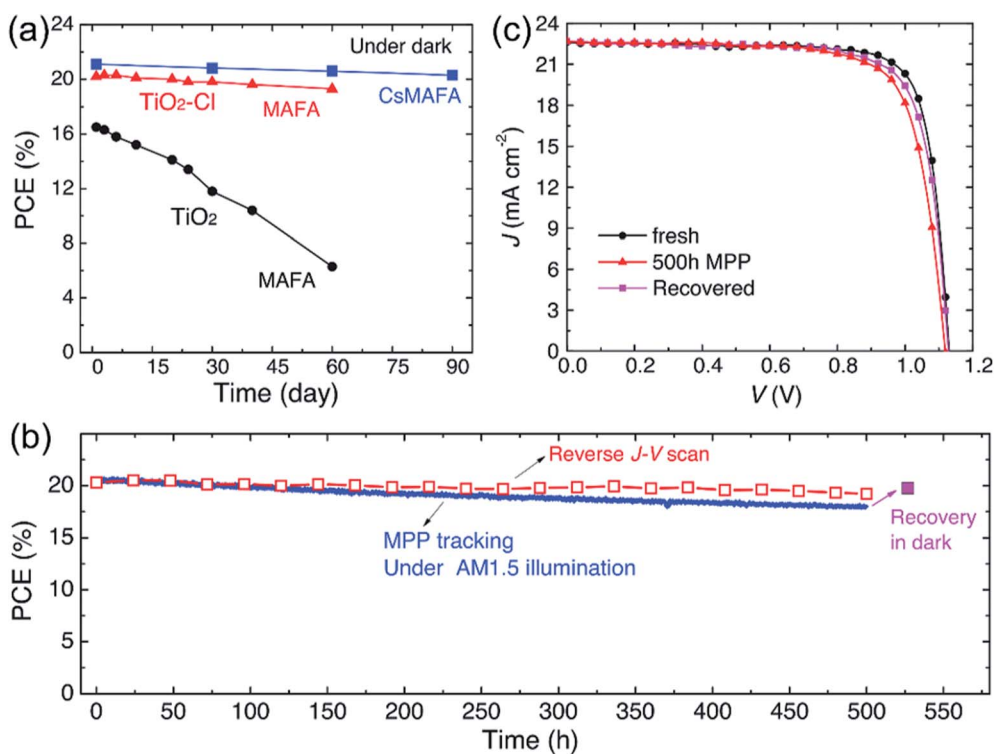 (a)
24
20
16
12
8
4
0
PCE (%)
Under dark
TiO2-Cl
MAFA
CsMAFA
TiO2
MAFA
0 15 30 45 60 75 90
Time (day)
(c)
24
21
18
15
12
9
6
3
0
J (mA cm-2)
fresh
500h MPP
Recovered
0.0 0.2 0.4 0.6 0.8 1.0 1.2
V (V)
(b)
20
15
10
5
0
PCE (%)
Reverse J-V scan
MPP tracking
Under AM1.5 illumination
Recovery
in dark
0 50 100 150 200 250 300 350 400 450 500 550
Time (h)